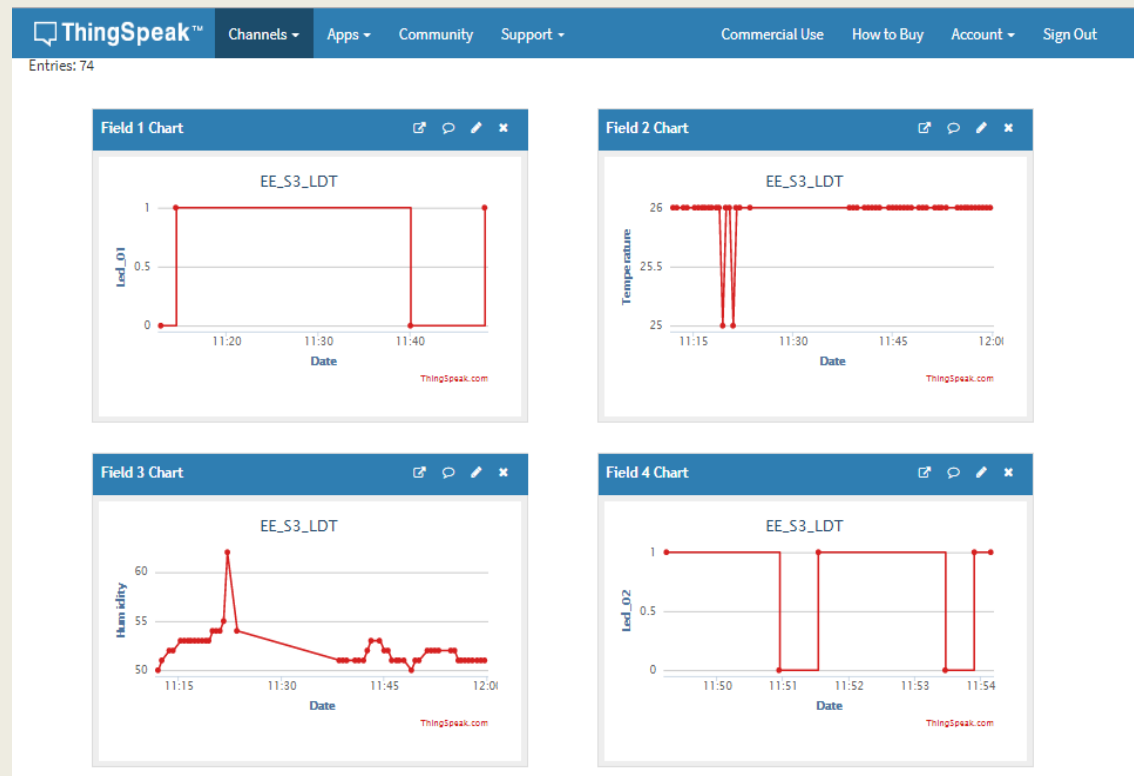 ThingSpeak™ Channels Apps Community Support Commercial Use How to Buy Account Sign Out
Entries: 74
Field 1 Chart
EE_S3_LDT
1
0.5
0
Led_01
11:20 11:30 11:40
Date
ThingSpeak.com
Field 2 Chart
EE_S3_LDT
26
25.5
25
Temperature
11:15 11:30 11:45 12:0
Date
ThingSpeak.com
Field 3 Chart
EE_S3_LDT
60
55
50
Humidity
11:15 11:30 11:45 12:0
Date
ThingSpeak.com
Field 4 Chart
EE_S3_LDT
1
0.5
0
Led_02
11:50 11:51 11:52 11:53 11:54
Date
ThingSpeak.com